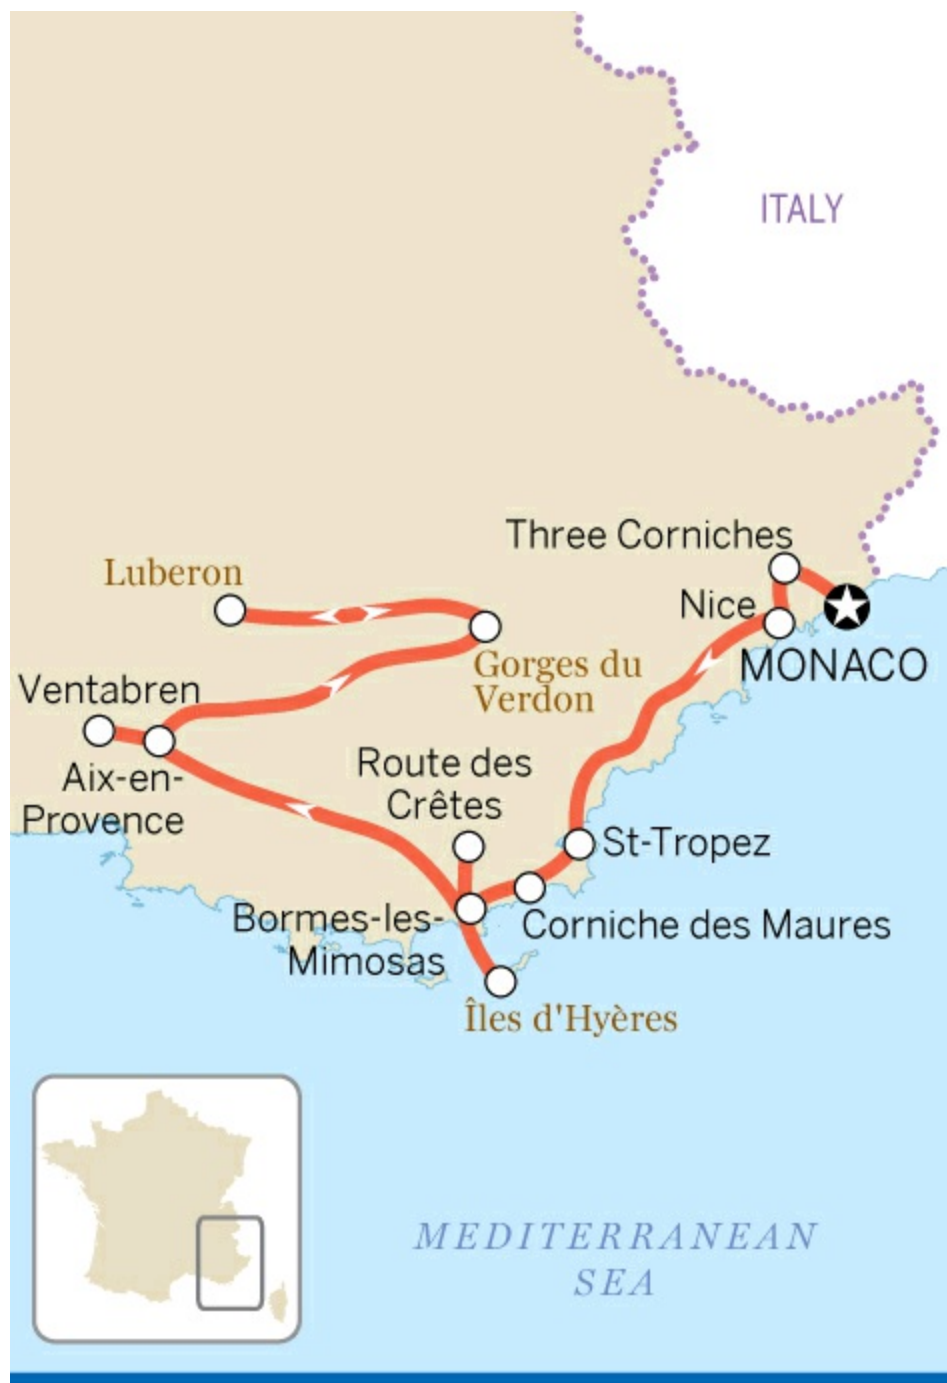 ITALY
Three Corniches
Luberon
Nice
Gorges du
Verdon
MONACO
Ventabren
Aix-en-
Provence
Route des
Crêtes
St-Tropez
Bormes-les-
Mimosas
Corniche des Maures
Îles d'Hyères
MEDITERRANEAN
SEA